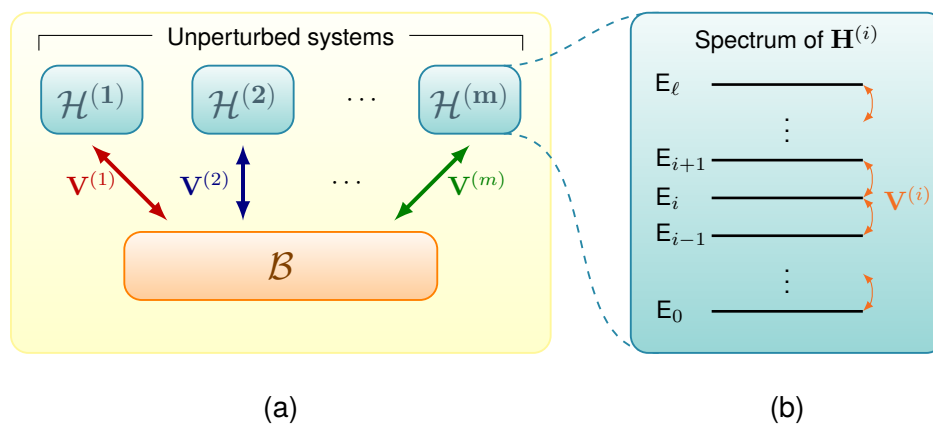 Unperturbed systems
𝓗^(1) 𝓗^(2) ··· 𝓗^(m)
V^(1) V^(2) ··· V^(m)
𝓑
(a)
Spectrum of H^(i)
E_ℓ
⋮
E_{i+1}
E_i V^(i)
E_{i−1}
⋮
E_0
(b)